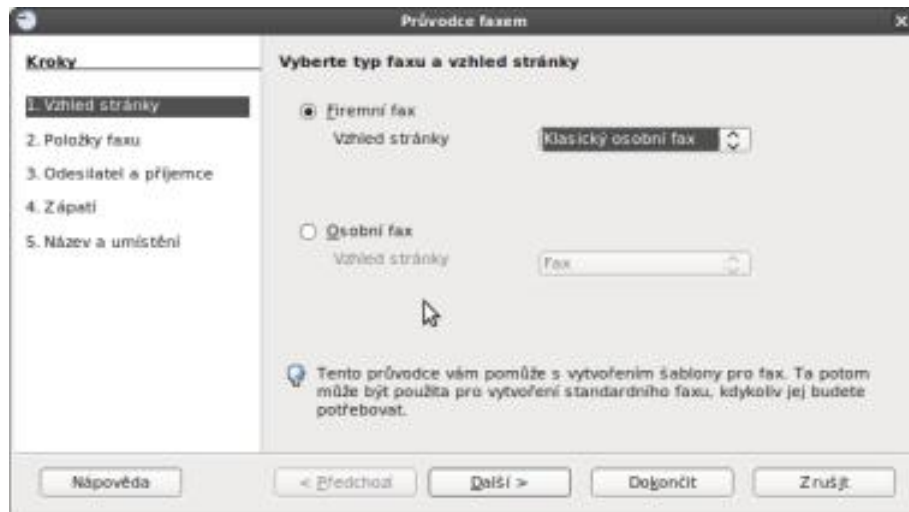 Průvodce faxem
Kroky
1. Vzhled stránky
2. Položky faxu
3. Odesilatel a příjemce
4. Zápatí
5. Název a umístění
Vyberte typ faxu a vzhled stránky
Firemní fax
Vzhled stránky
Klasický osobní fax
Osobní fax
Vzhled stránky
Fax
Tento průvodce vám pomůže s vytvořením šablony pro fax. Ta potom
může být použita pro vytvoření standardního faxu, kdykoliv jej budete
potřebovat.
Nápověda
< Předchozí
Další >
Dokončit
Zrušit